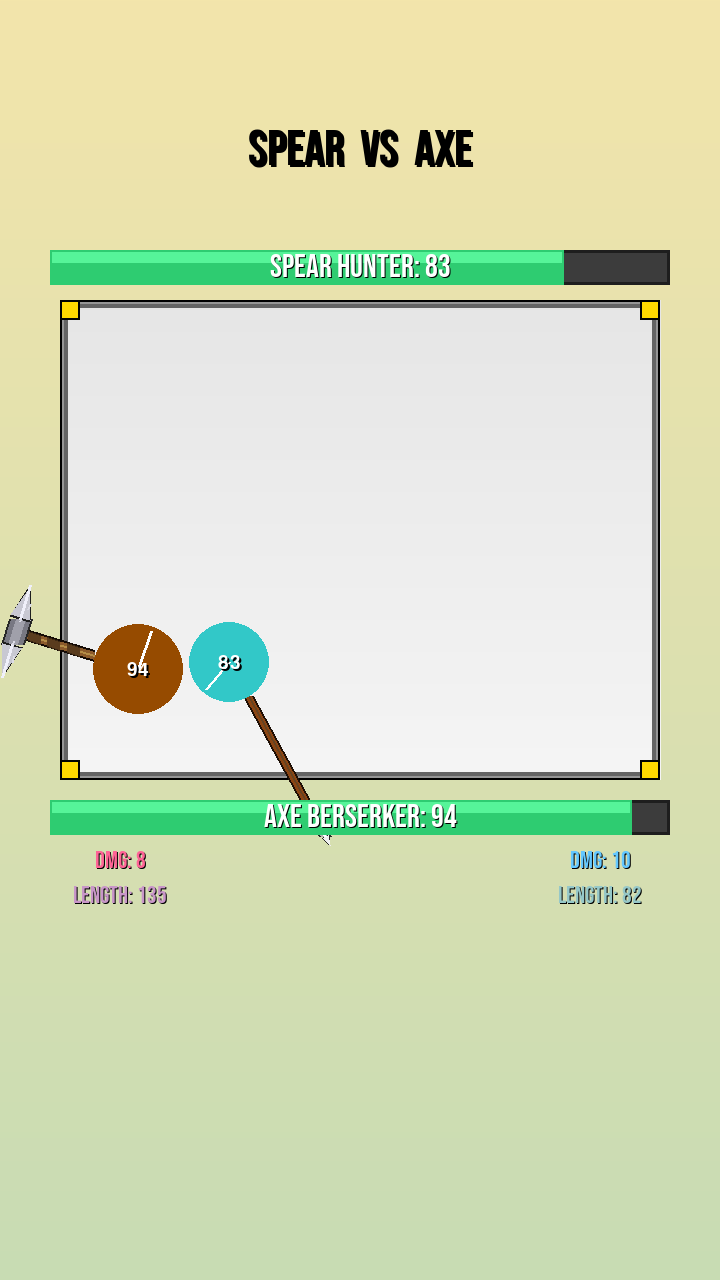 SPEAR VS AXE
SPEAR HUNTER: 83
94
83
AXE BERSERKER: 94
DMG: 8
DMG: 10
LENGTH: 135
LENGTH: 82